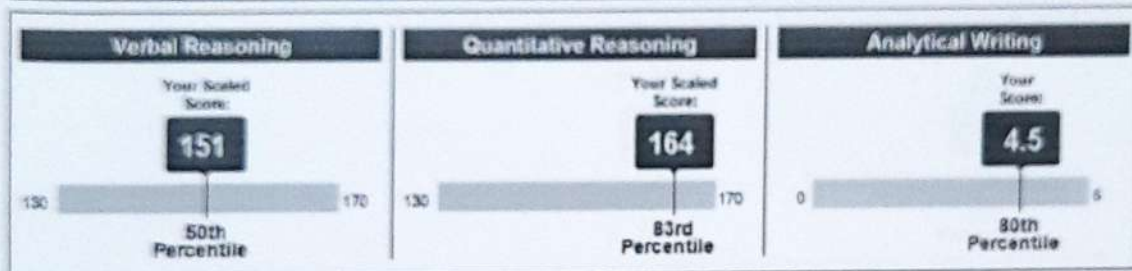 Verbal Reasoning
Your Scaled
Score:
151
130
170
50th
Percentile
Quantitative Reasoning
Your Scaled
Score:
164
130
170
83rd
Percentile
Analytical Writing
Your
Score:
4.5
0
6
80th
Percentile